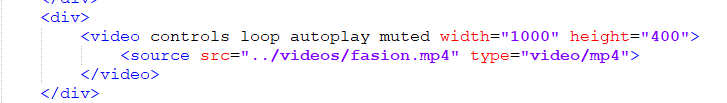 </div>
<div>
<video controls loop autoplay muted width="1000" height="400">
<source src="../videos/fasion.mp4" type="video/mp4">
</video>
</div>